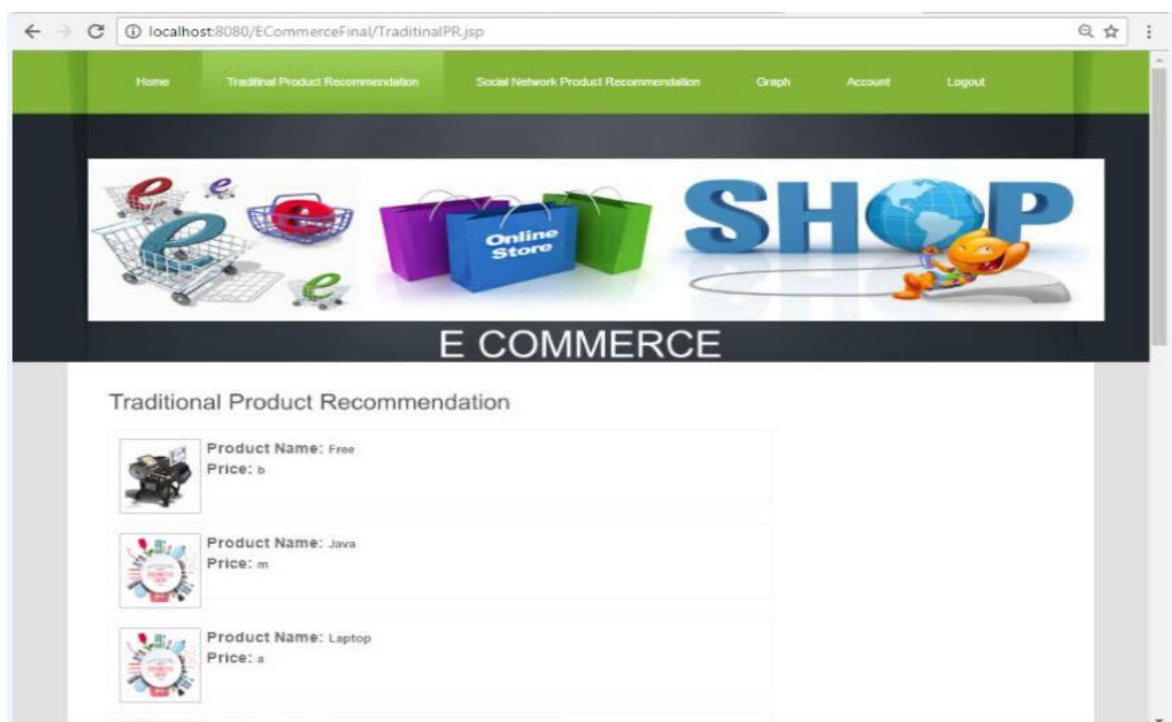 localhost:8080/ECommerceFinal/TraditinalPR.jsp
Home Traditinal Product Recommendation Social Network Product Recommendation Graph Account Logout
e e e e
Online
Store
SHOP
E COMMERCE
Traditional Product Recommendation
Product Name: Free
Price: b
Product Name: Java
Price: m
Product Name: Laptop
Price: a